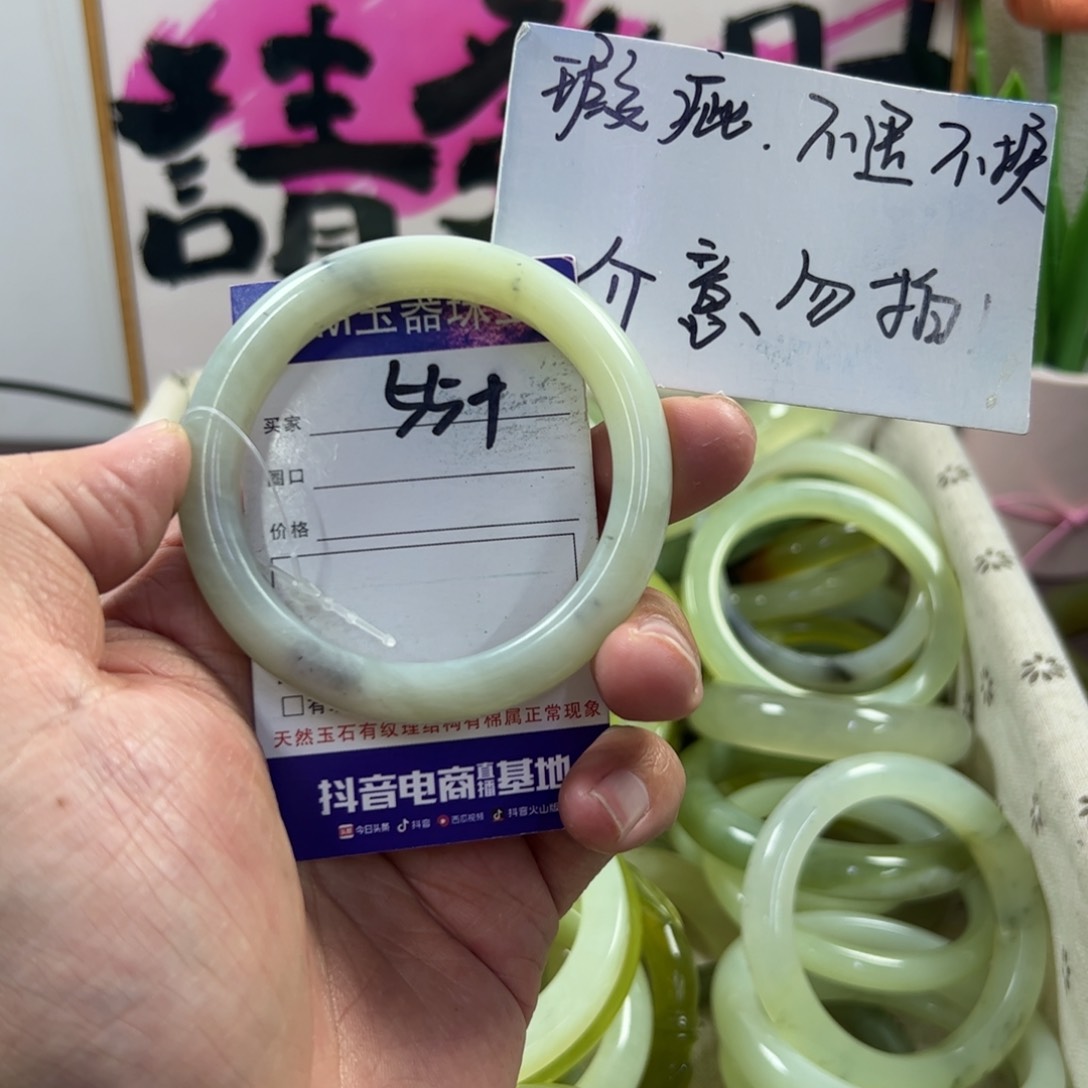 請
瑕疵.不退不换
介意、勿拍
玉器珠
买家
圈口
价格
天然玉石有纹理结构有棉属正常现象
抖音电商直播基地
今日头条 抖音 西瓜视频 抖音火山版